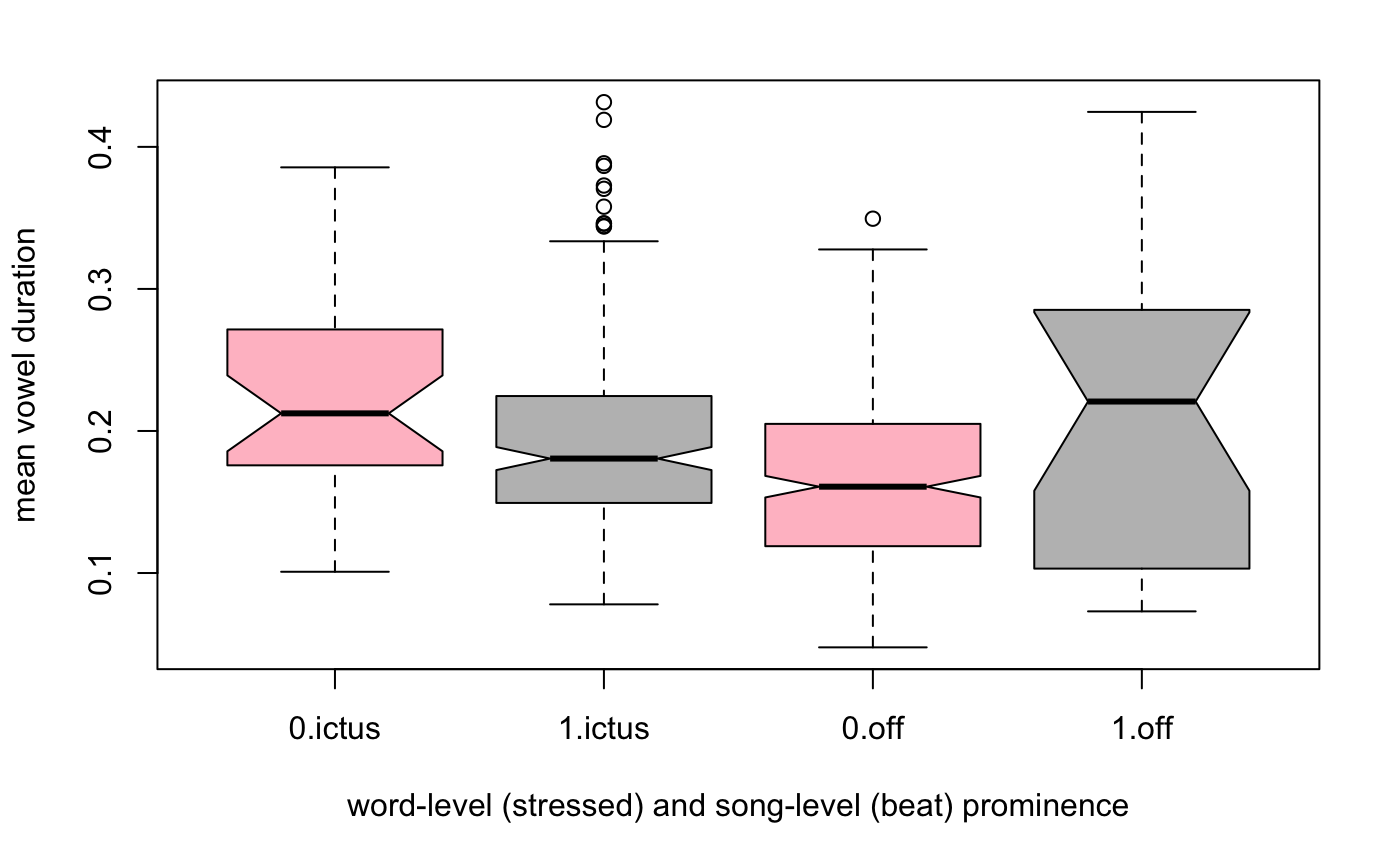 mean vowel duration
0.4
0.3
0.2
0.1
0.ictus 1.ictus 0.off 1.off
word-level (stressed) and song-level (beat) prominence